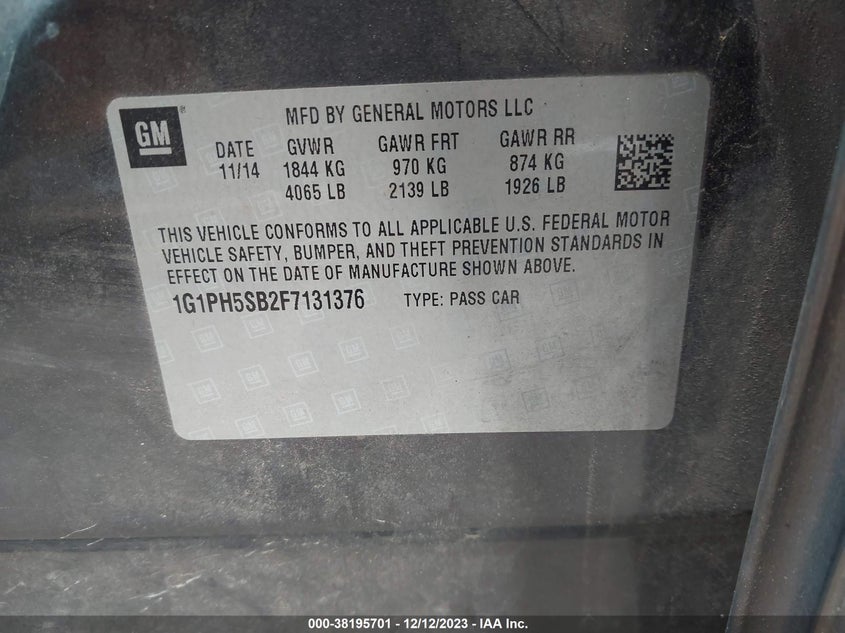 GM
MFD BY GENERAL MOTORS LLC
DATE GVWR GAWR FRT GAWR RR
11/14 1844 KG 970 KG 874 KG
4065 LB 2139 LB 1926 LB
THIS VEHICLE CONFORMS TO ALL APPLICABLE U.S. FEDERAL MOTOR
VEHICLE SAFETY, BUMPER, AND THEFT PREVENTION STANDARDS IN
EFFECT ON THE DATE OF MANUFACTURE SHOWN ABOVE.
1G1PH5SB2F7131376 TYPE: PASS CAR
000-38195701 - 12/12/2023 - IAA Inc.